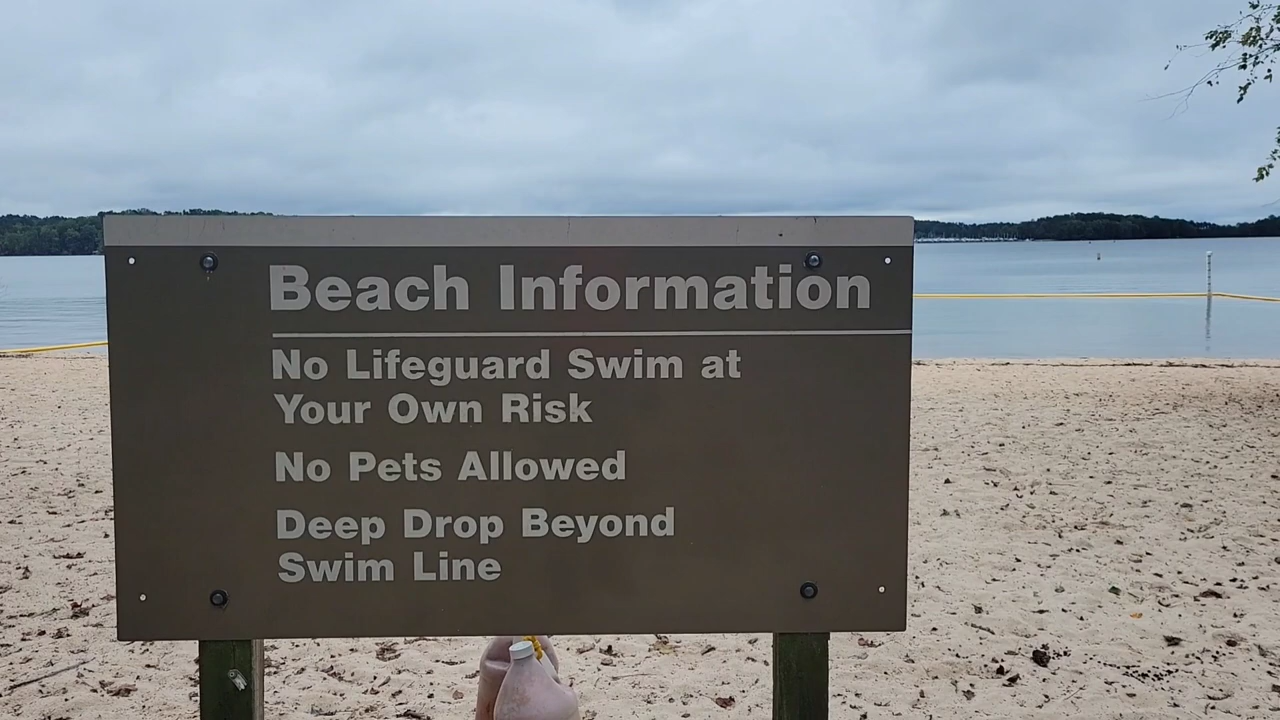 Beach Information
No Lifeguard Swim at
Your Own Risk
No Pets Allowed
Deep Drop Beyond
Swim Line